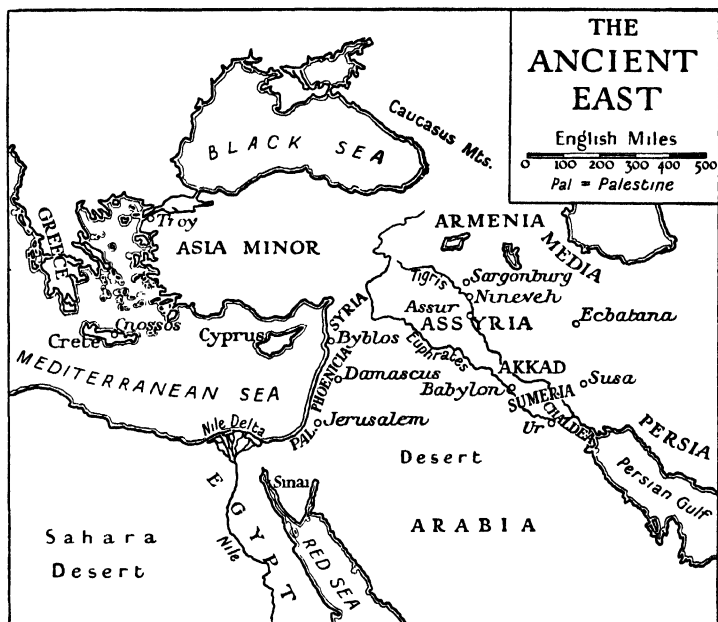 THE
ANCIENT
EAST
English Miles
0 100 200 300 400 500
Pal = Palestine
BLACK SEA
Caucasus Mts.
GREECE
Troy
ASIA MINOR
ARMENIA
MEDIA
Tigris
Sargonburg
Nineveh
Assur
ASSYRIA
Ecbatana
Cnossos
Crete
Cyprus
SYRIA
Byblos
Euphrates
MEDITERRANEAN SEA
PHOENICIA
Damascus
AKKAD
Babylon
SUMERIA
Susa
Nile Delta
PAL.
Jerusalem
Ur
CHALDEA
PERSIA
Desert
Persian Gulf
Sinai
EGYPT
Nile
RED SEA
ARABIA
Sahara
Desert